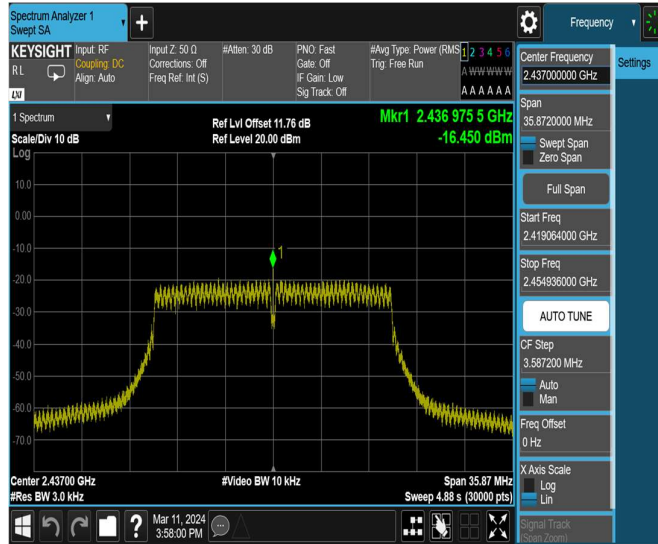 Spectrum Analyzer 1
Swept SA
Frequency
KEYSIGHT
RL
LXI
Input: RF
Coupling: DC
Align: Auto
Input Z: 50 Ω
Corrections: Off
Freq Ref: Int (S)
#Atten: 30 dB
PNO: Fast
Gate: Off
IF Gain: Low
Sig Track: Off
#Avg Type: Power (RMS
Trig: Free Run
1 2 3 4 5 6
A W W W W W
A A A A A A
1 Spectrum
Scale/Div 10 dB
Log
Ref Lvl Offset 11.76 dB
Ref Level 20.00 dBm
Mkr1 2.436 975 5 GHz
-16.450 dBm
10.0
0.00
-10.0
-20.0
-30.0
-40.0
-50.0
-60.0
-70.0
1
Center 2.43700 GHz
#Res BW 3.0 kHz
#Video BW 10 kHz
Span 35.87 MHz
Sweep 4.88 s (30000 pts)
Mar 11, 2024
3:58:00 PM
Center Frequency
2.437000000 GHz
Settings
Span
35.8720000 MHz
Swept Span
Zero Span
Full Span
Start Freq
2.419064000 GHz
Stop Freq
2.454936000 GHz
AUTO TUNE
CF Step
3.587200 MHz
Auto
Man
Freq Offset
0 Hz
X Axis Scale
Log
Lin
Signal Track
(Span Zoom)